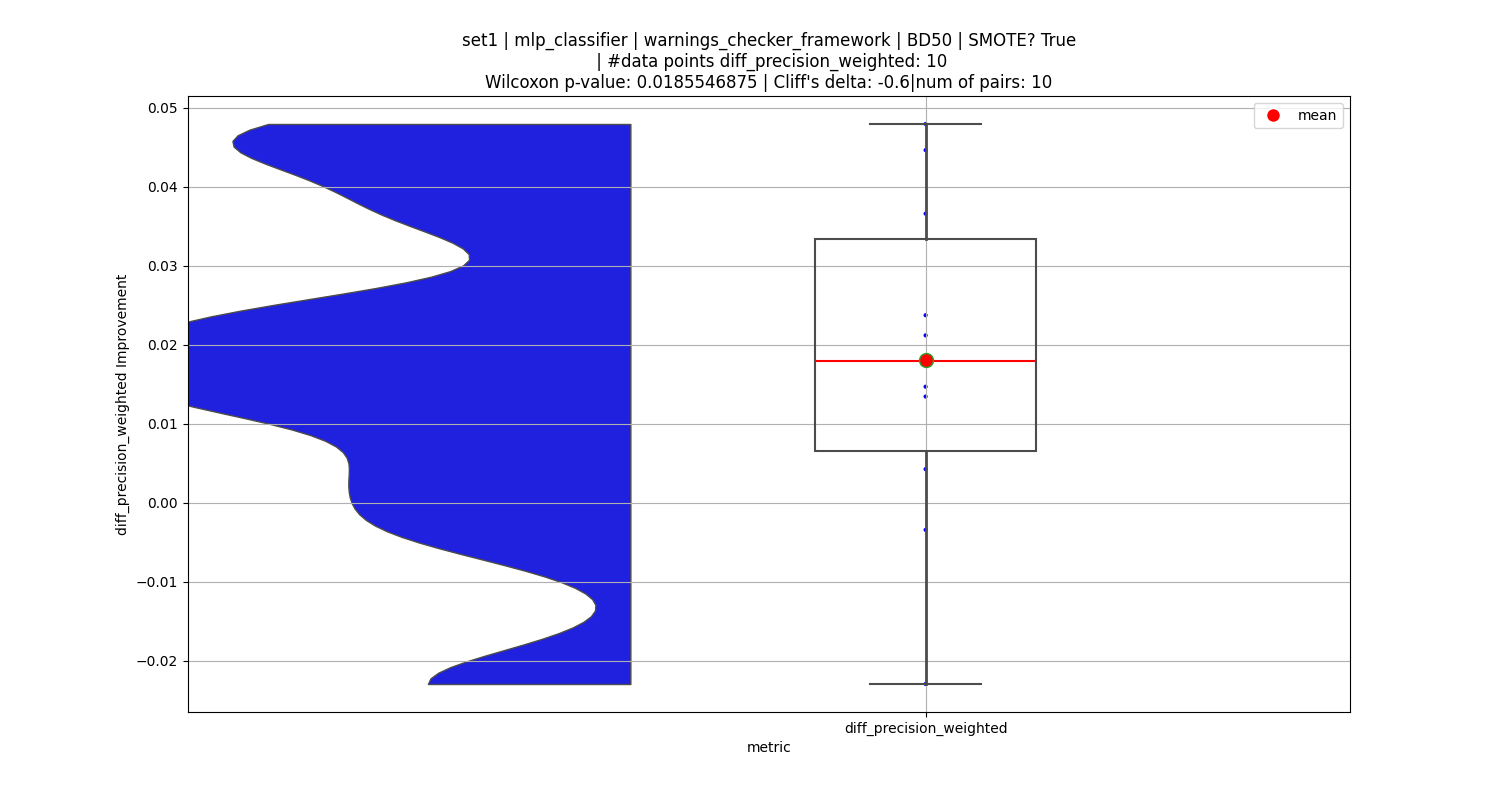 set1 | mlp_classifier | warnings_checker_framework | BD50 | SMOTE? True
| #data points diff_precision_weighted: 10
Wilcoxon p-value: 0.0185546875 | Cliff's delta: -0.6|num of pairs: 10
mean
0.05
0.04
0.03
0.02
0.01
0.00
−0.01
−0.02
diff_precision_weighted Improvement
diff_precision_weighted
metric